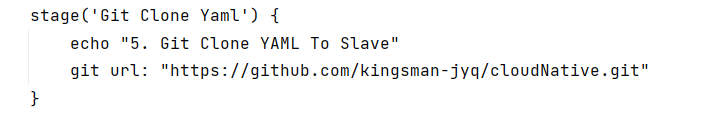 stage('Git Clone Yaml') {
    echo "5. Git Clone YAML To Slave"
    git url: "https://github.com/kingsman-jyq/cloudNative.git"
}